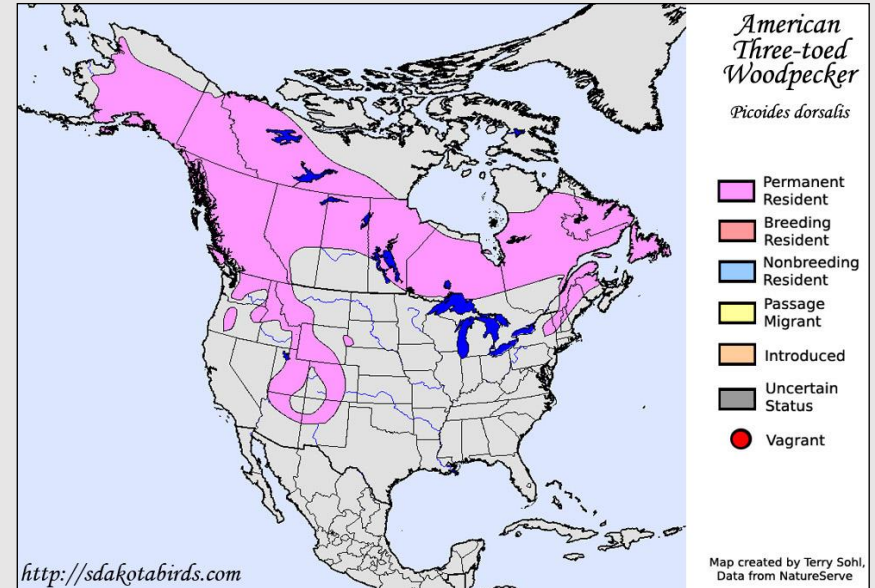 American
Three-toed
Woodpecker
Picoides dorsalis
Permanent
Resident
Breeding
Resident
Nonbreeding
Resident
Passage
Migrant
Introduced
Uncertain
Status
Vagrant
Map created by Terry Sohl,
Data from NatureServe
http://sdakotabirds.com